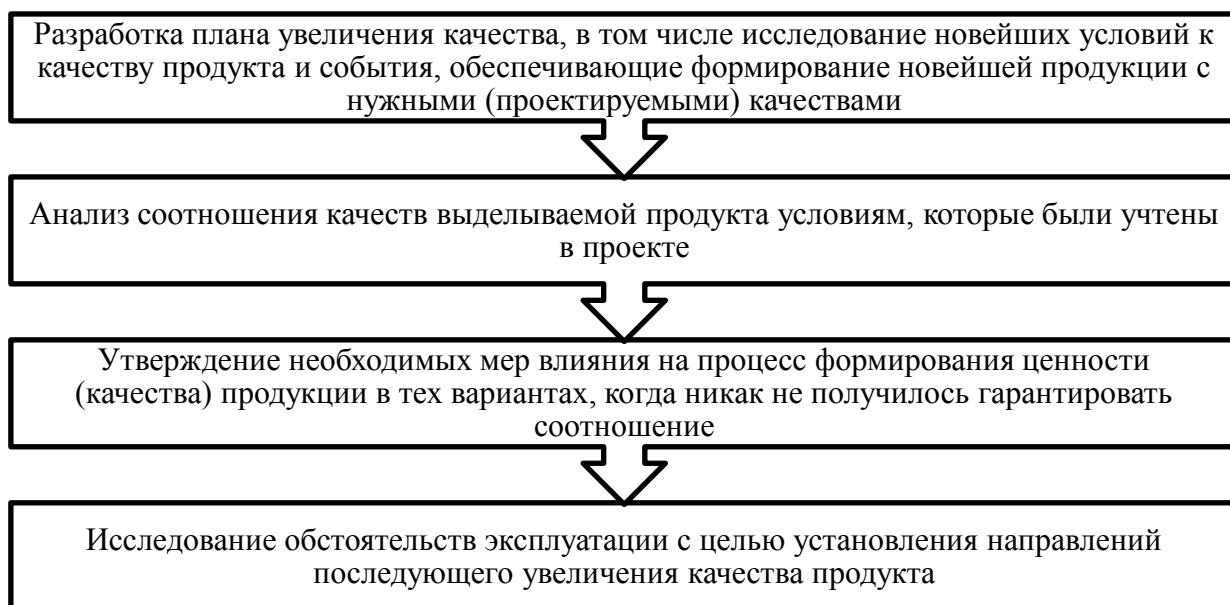 Разработка плана увеличения качества, в том числе исследование новейших условий к
качеству продукта и события, обеспечивающие формирование новейшей продукции с
нужными (проектируемыми) качествами
Анализ соотношения качеств выделываемой продукта условиям, которые были учтены
в проекте
Утверждение необходимых мер влияния на процесс формирования ценности
(качества) продукции в тех вариантах, когда никак не получилось гарантировать
соотношение
Исследование обстоятельств эксплуатации с целью установления направлений
последующего увеличения качества продукта